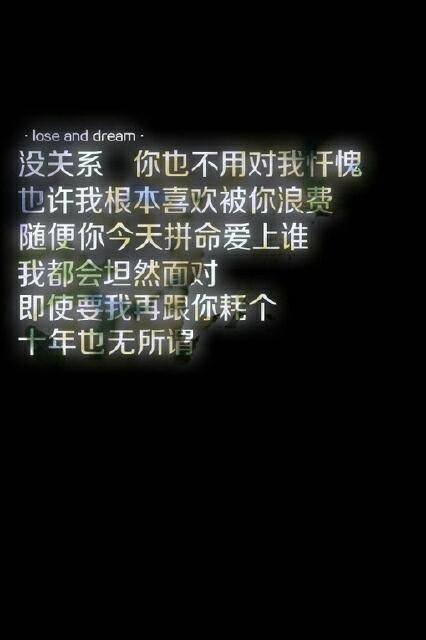 · lose and dream ·
没关系 你也不用对我忏愧
也许我根本喜欢被你浪费
随便你今天拼命爱上谁
我都会坦然面对
即使要我再跟你耗个
十年也无所谓